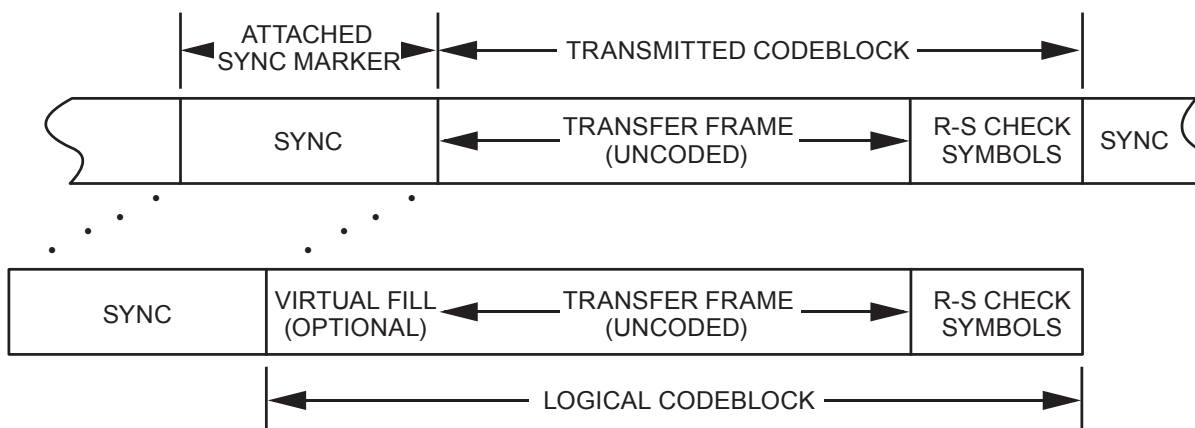 ATTACHED
SYNC MARKER
TRANSMITTED CODEBLOCK
SYNC
TRANSFER FRAME
(UNCODED)
R-S CHECK
SYMBOLS
SYNC
SYNC
VIRTUAL FILL
(OPTIONAL)
TRANSFER FRAME
(UNCODED)
R-S CHECK
SYMBOLS
LOGICAL CODEBLOCK